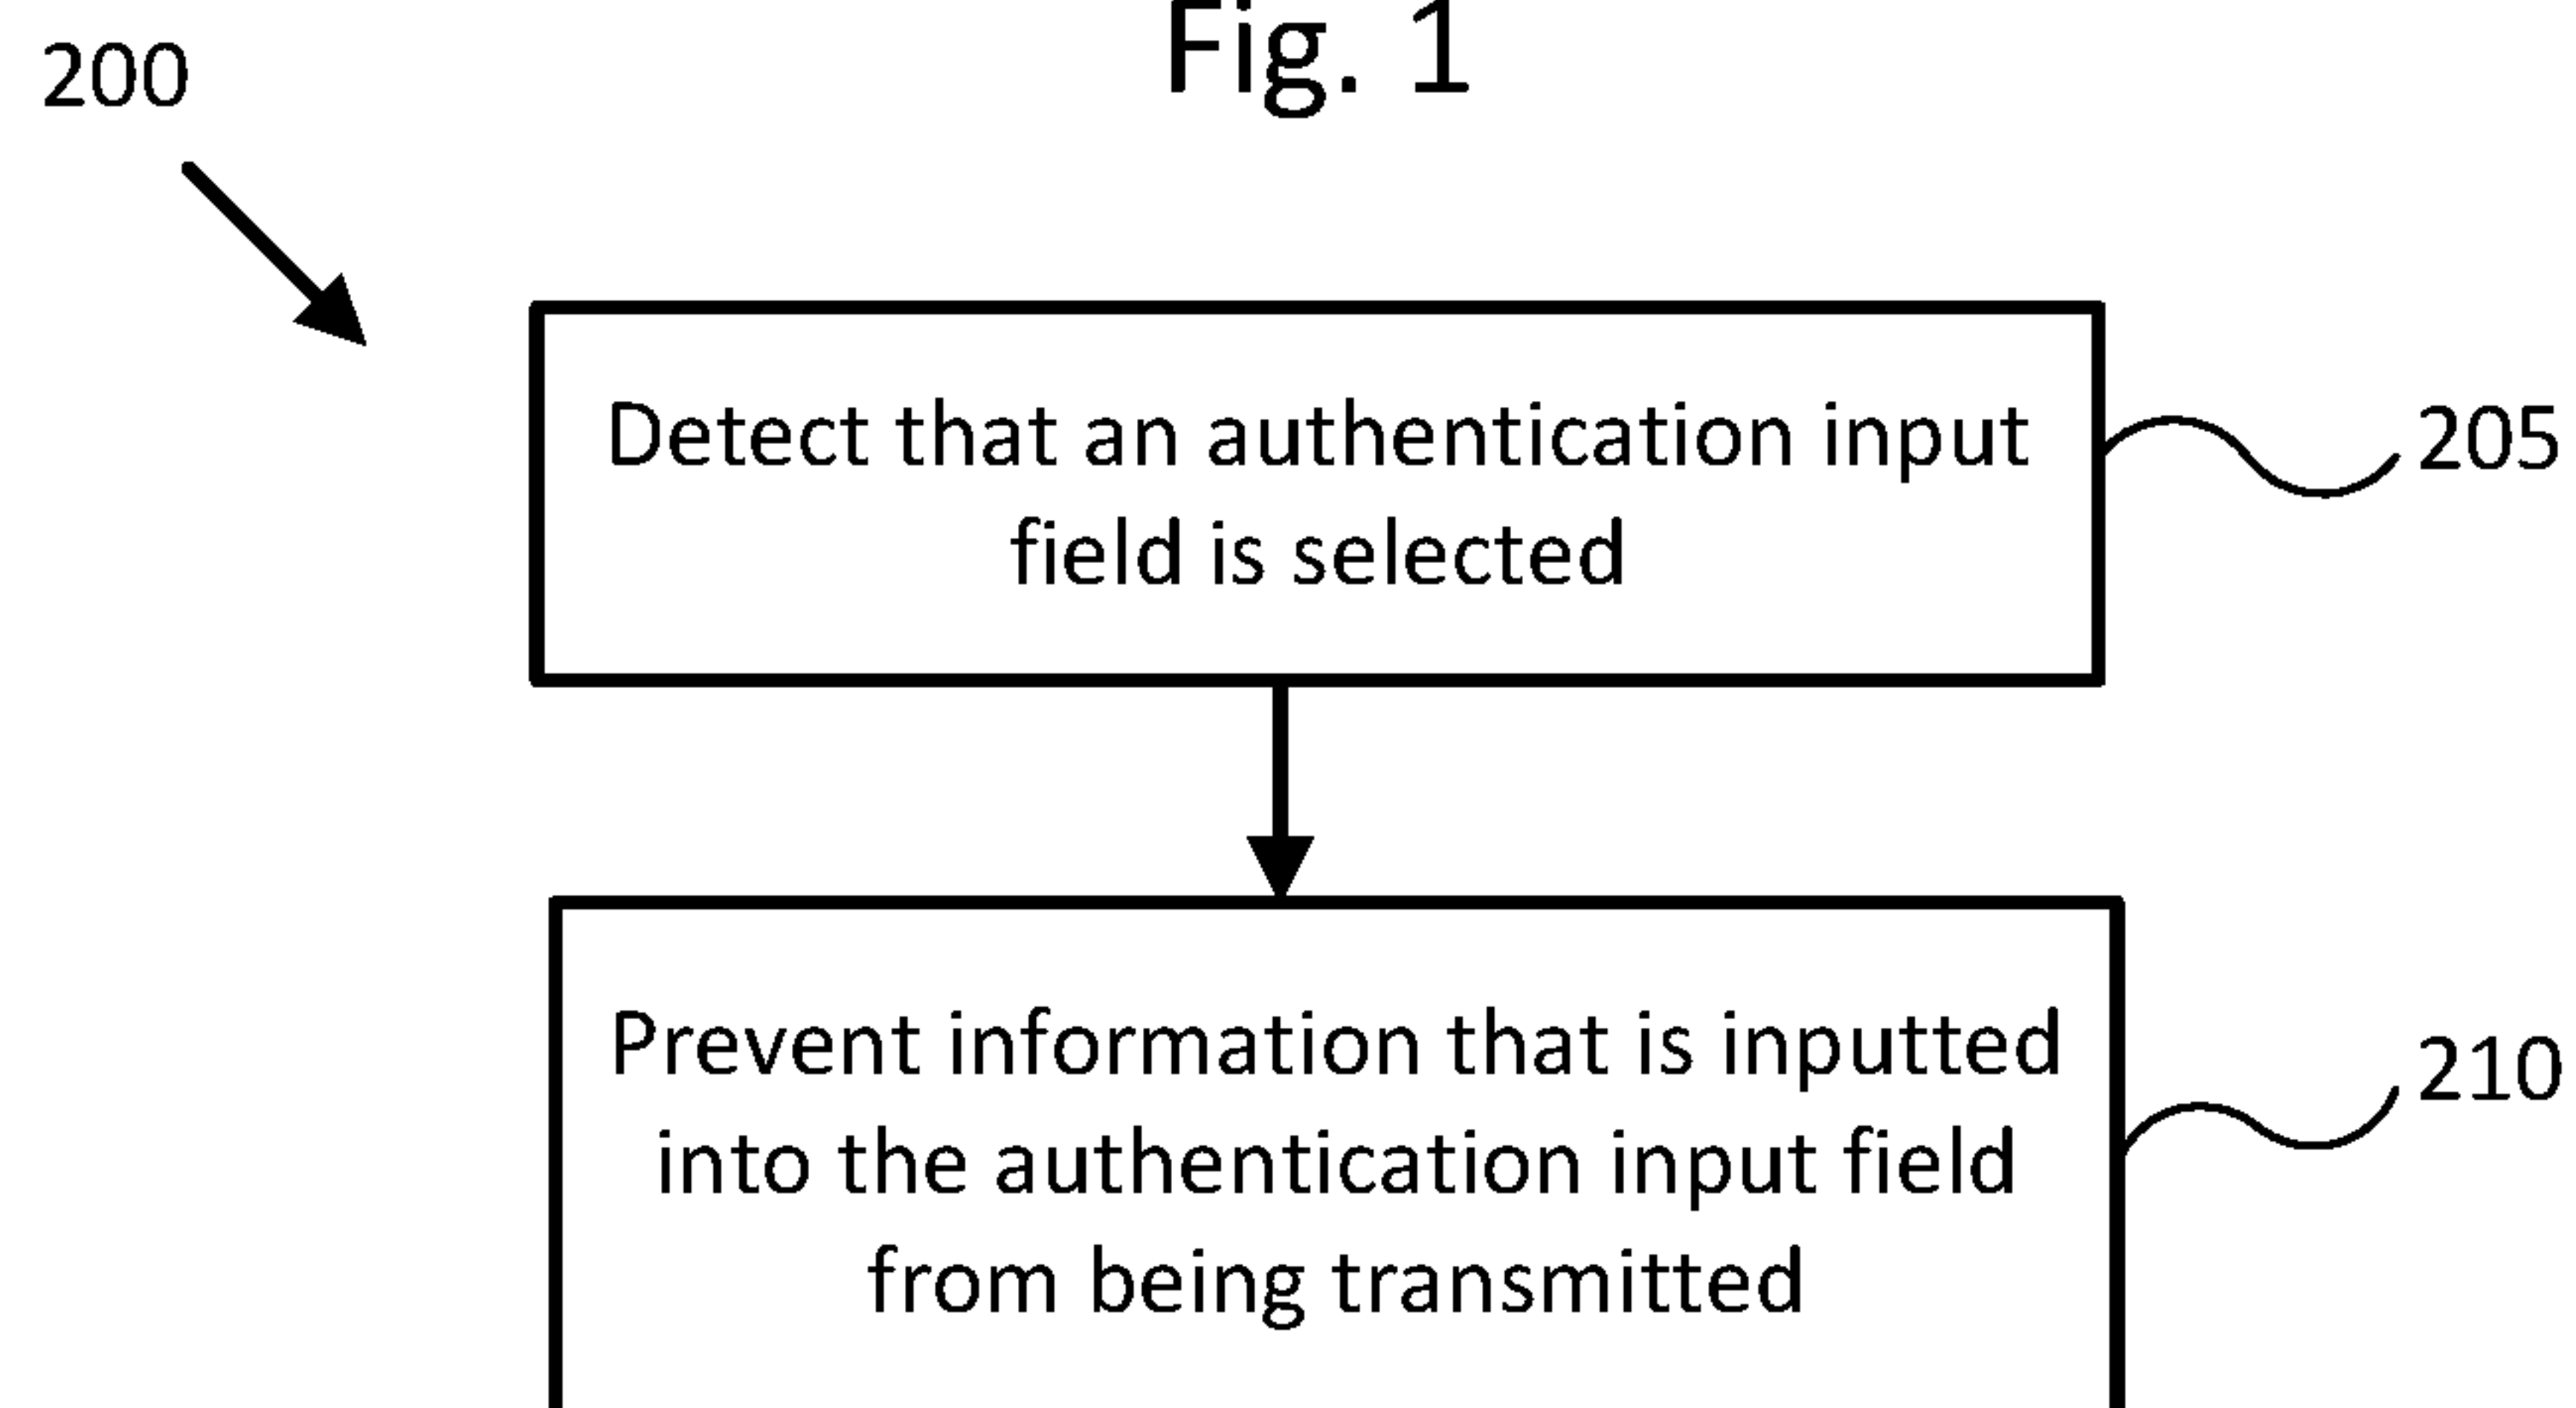 Fig. 1
200
Detect that an authentication input
field is selected
205
Prevent information that is inputted
into the authentication input field
from being transmitted
210